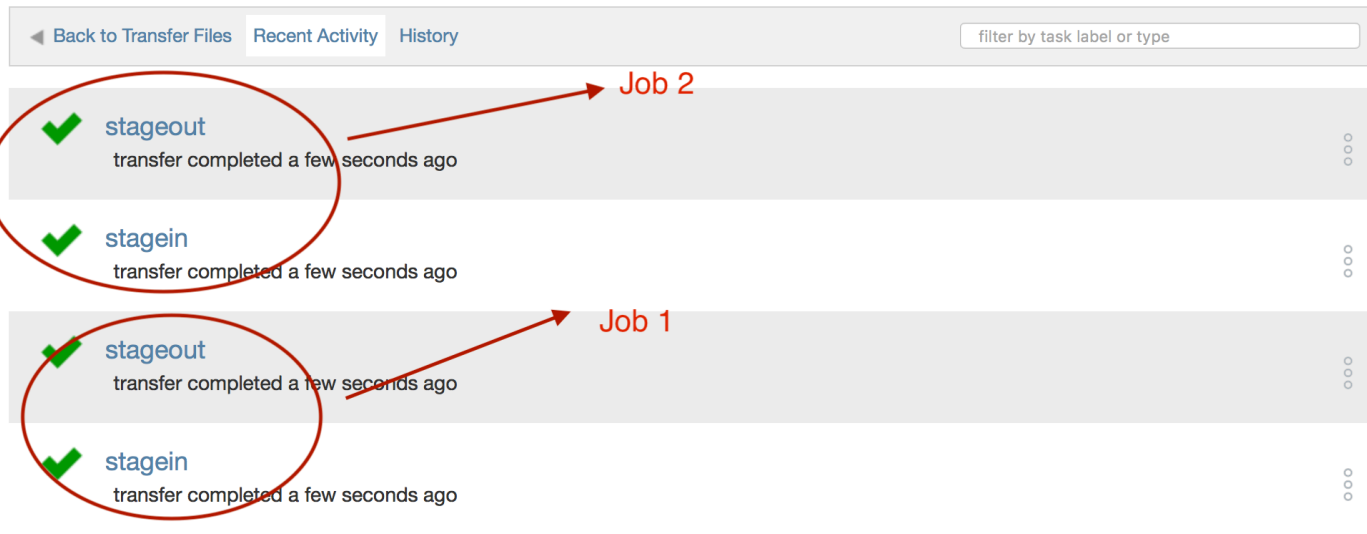 Back to Transfer Files Recent Activity History filter by task label or type
Job 2
stageout
transfer completed a few seconds ago
stagein
transfer completed a few seconds ago
Job 1
stageout
transfer completed a few seconds ago
stagein
transfer completed a few seconds ago